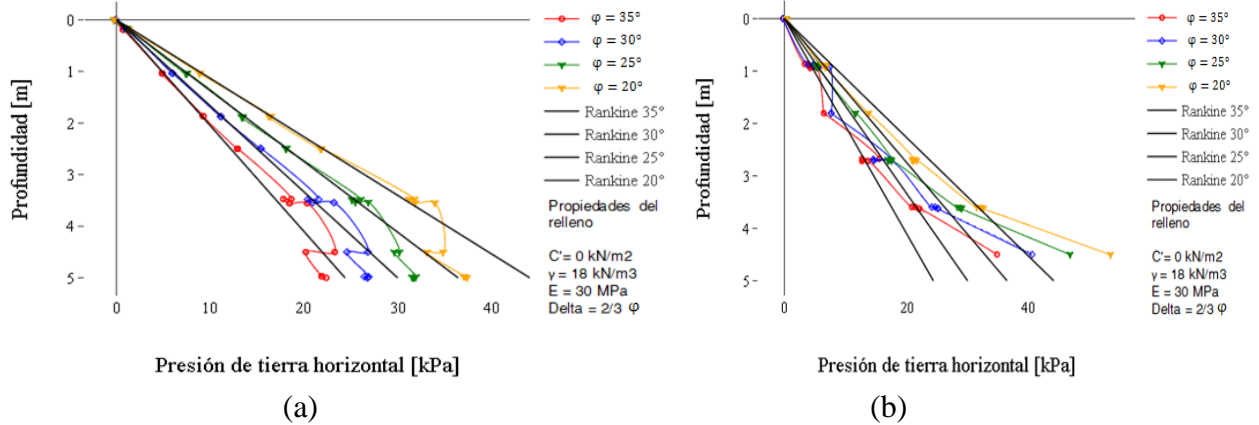 Profundidad [m]
0
1
2
3
4
5
0
10
20
30
40
Presión de tierra horizontal [kPa]
φ = 35°
φ = 30°
φ = 25°
φ = 20°
Rankine 35°
Rankine 30°
Rankine 25°
Rankine 20°
Propiedades del
relleno
C'= 0 kN/m2
γ = 18 kN/m3
E = 30 MPa
Delta = 2/3 φ
(a)
Profundidad [m]
0
1
2
3
4
5
0
20
40
Presión de tierra horizontal [kPa]
φ = 35°
φ = 30°
φ = 25°
φ = 20°
Rankine 35°
Rankine 30°
Rankine 25°
Rankine 20°
Propiedades del
relleno
C'= 0 kN/m2
γ = 18 kN/m3
E = 30 MPa
Delta = 2/3 φ
(b)